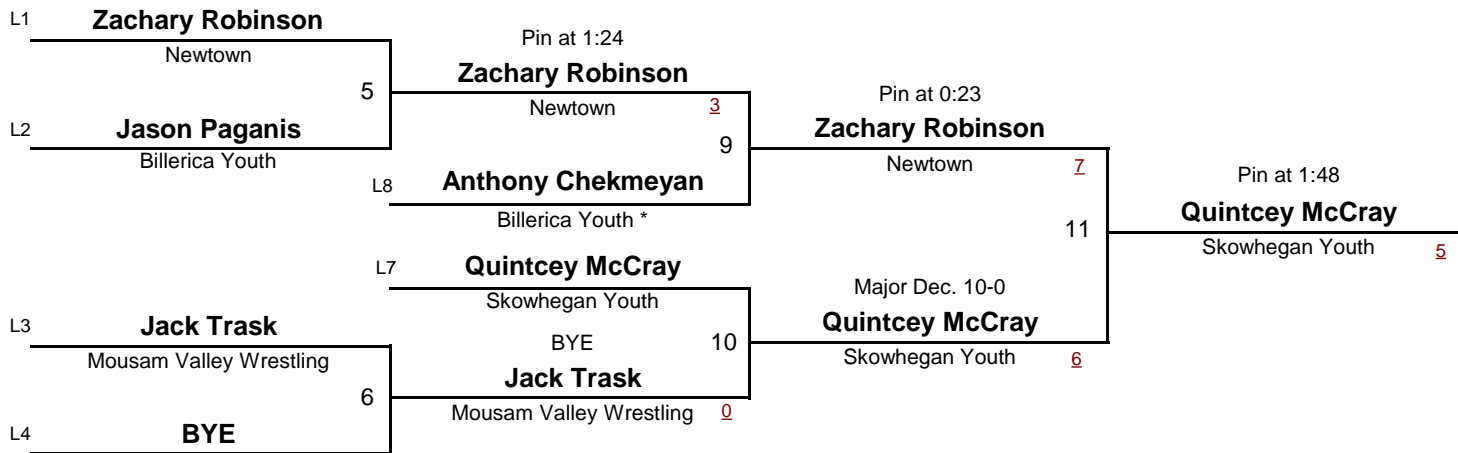 L1
Zachary Robinson
Newtown
5
L2
Jason Paganis
Billerica Youth
Pin at 1:24
Zachary Robinson
Newtown 3
9
L8
Anthony Chekmeyan
Billerica Youth *
Pin at 0:23
Zachary Robinson
Newtown 7
11
Pin at 1:48
Quintcey McCray
Skowhegan Youth 5
L7
Quintcey McCray
Skowhegan Youth
L3
Jack Trask
Mousam Valley Wrestling
6
L4
BYE
BYE
10
Jack Trask
Mousam Valley Wrestling 0
Major Dec. 10-0
Quintcey McCray
Skowhegan Youth 6